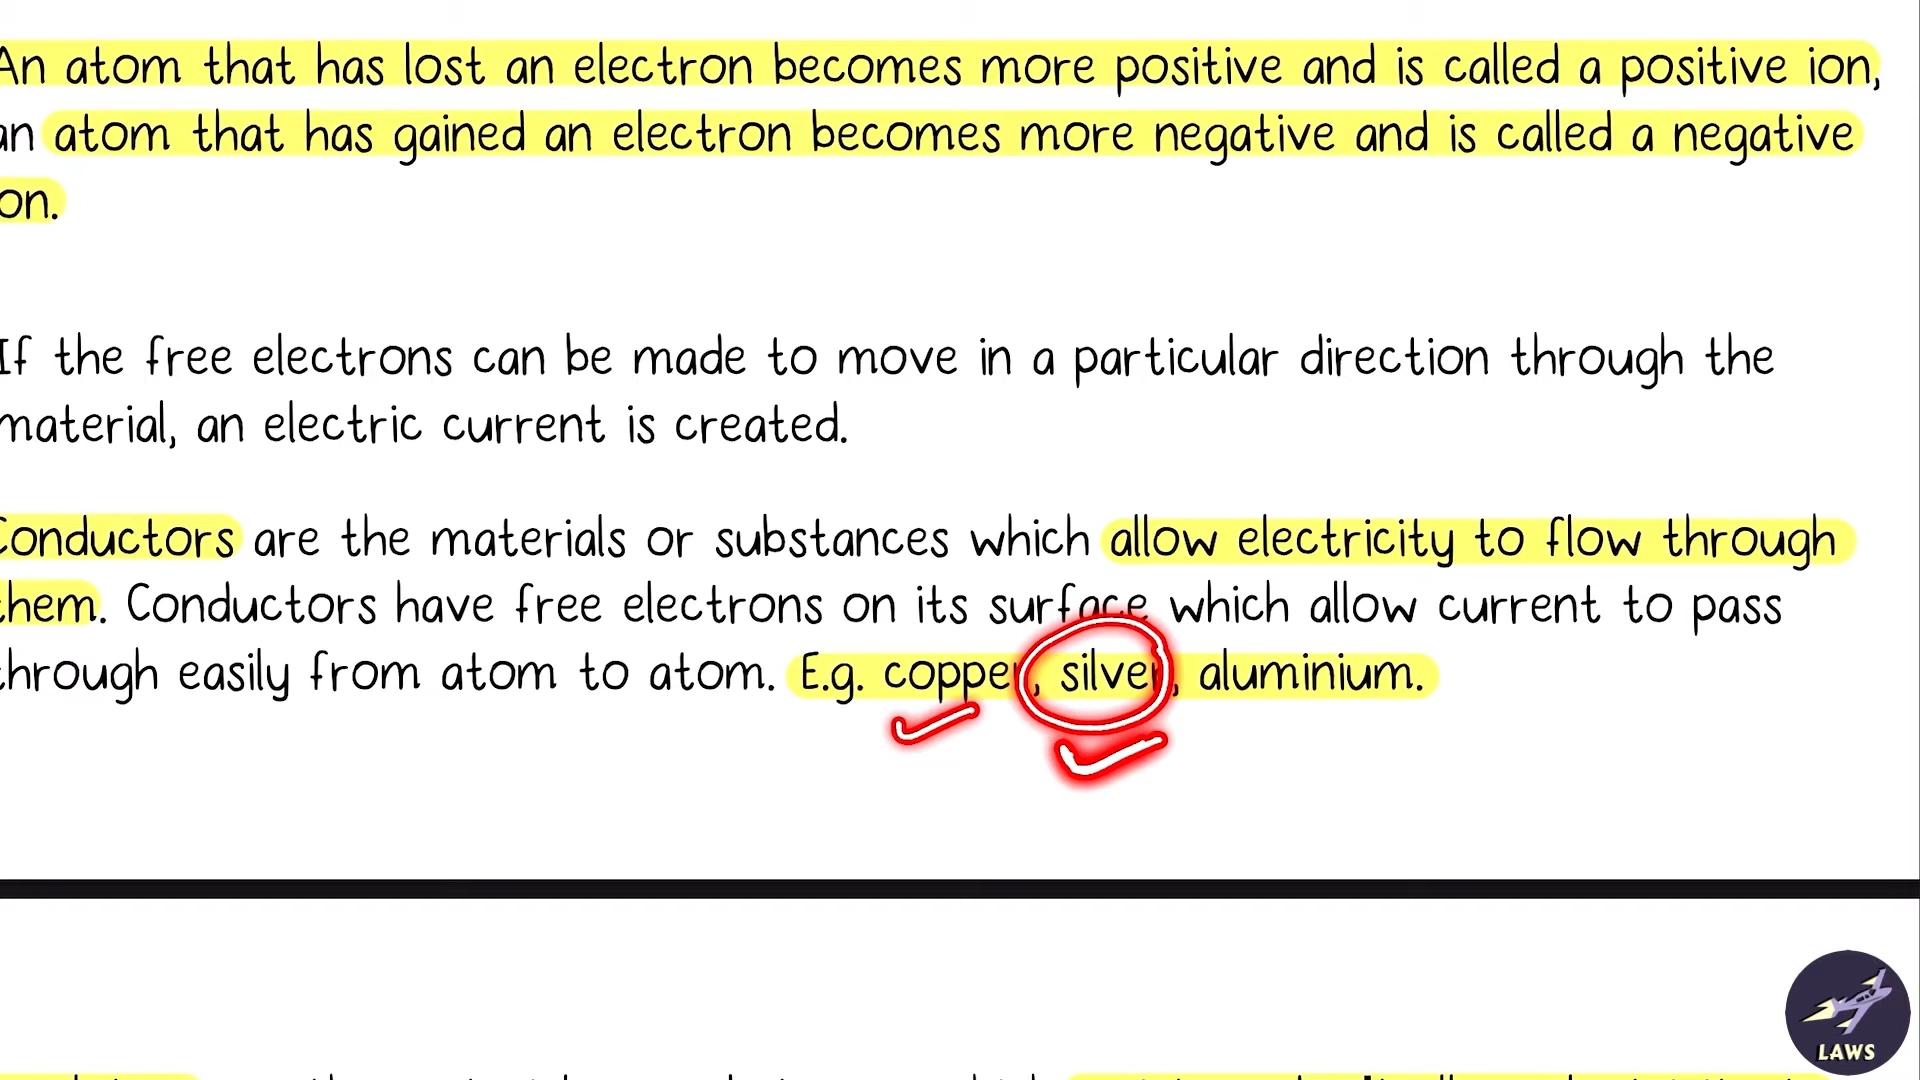 An atom that has lost an electron becomes more positive and is called a positive ion,
an atom that has gained an electron becomes more negative and is called a negative
on.
If the free electrons can be made to move in a particular direction through the
material, an electric current is created.
Conductors are the materials or substances which allow electricity to flow through
them. Conductors have free electrons on its surface which allow current to pass
through easily from atom to atom. E.g. copper, silver, aluminium.
LAWS